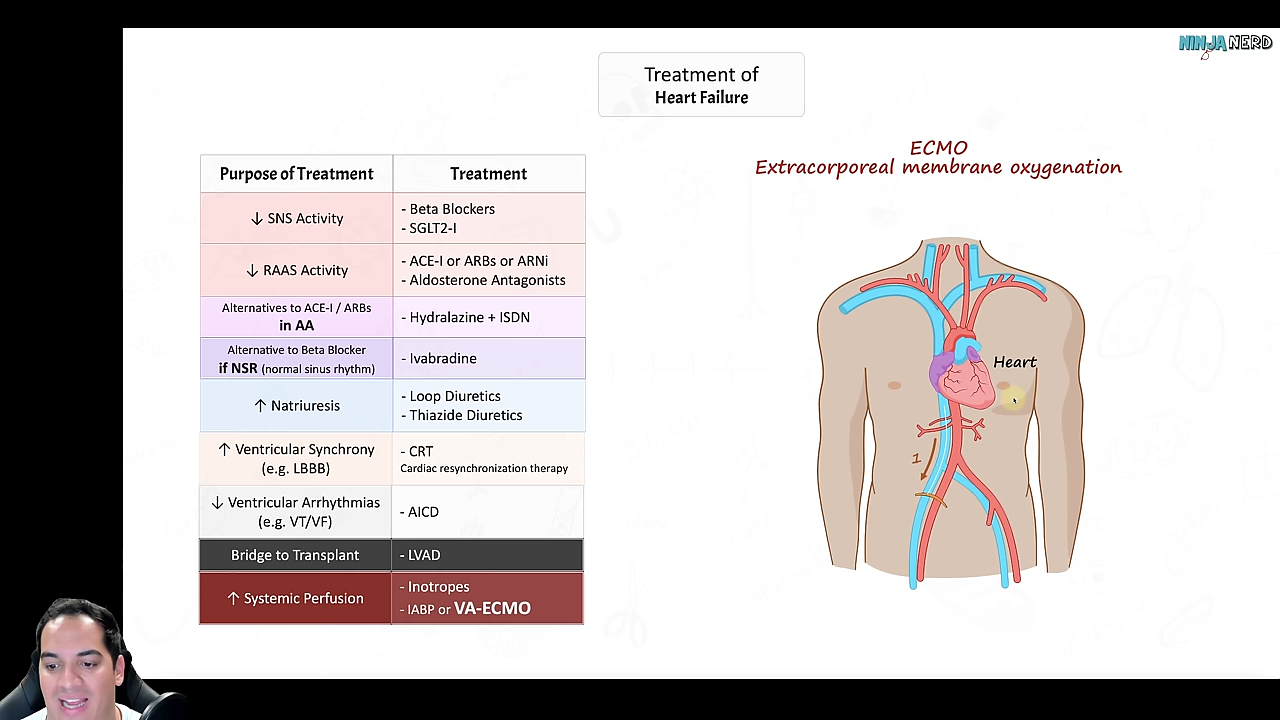 NINJA NERD
Treatment of
Heart Failure
ECMO
Extracorporeal membrane oxygenation
Purpose of Treatment
Treatment
↓ SNS Activity
- Beta Blockers
- SGLT2-I
↓ RAAS Activity
- ACE-I or ARBs or ARNi
- Aldosterone Antagonists
Alternatives to ACE-I / ARBs
in AA
- Hydralazine + ISDN
Alternative to Beta Blocker
if NSR (normal sinus rhythm)
- Ivabradine
↑ Natriuresis
- Loop Diuretics
- Thiazide Diuretics
↑ Ventricular Synchrony
(e.g. LBBB)
- CRT
Cardiac resynchronization therapy
↓ Ventricular Arrhythmias
(e.g. VT/VF)
- AICD
Bridge to Transplant
- LVAD
↑ Systemic Perfusion
- Inotropes
- IABP or VA-ECMO
Heart
1